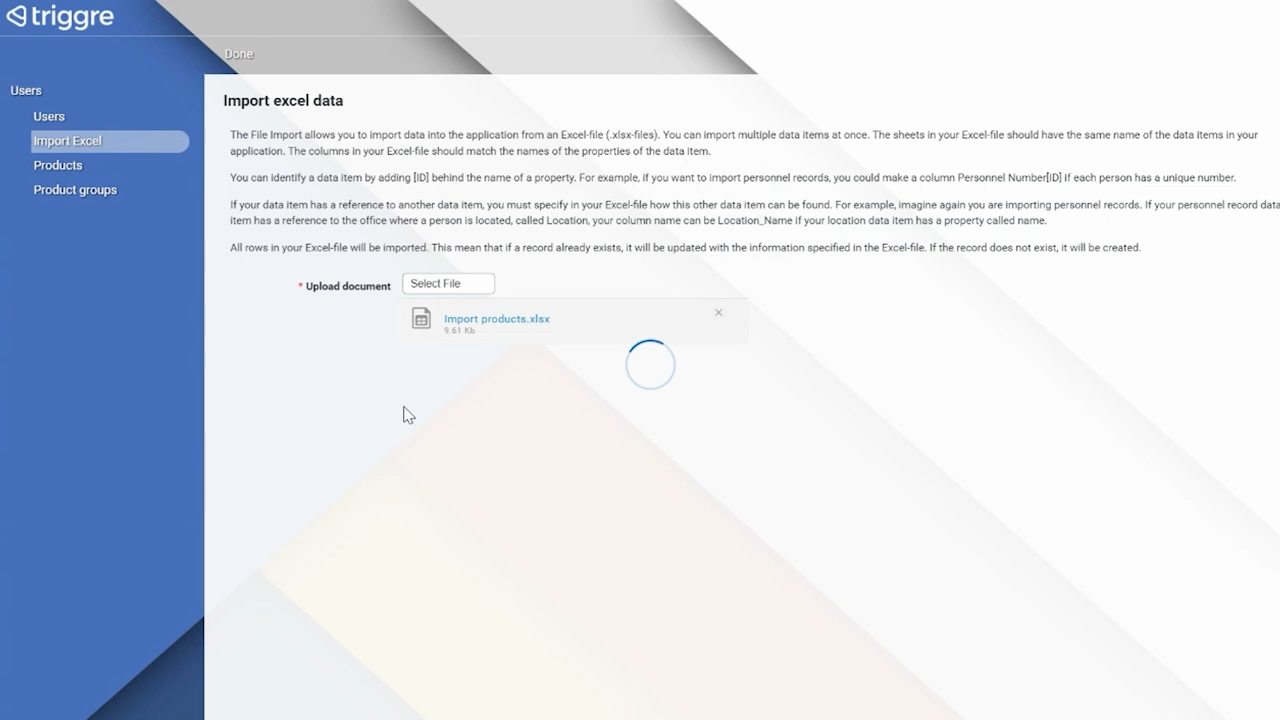 triggre
Done
Users
Users
Import Excel
Products
Product groups
Import excel data
The File Import allows you to import data into the application from an Excel-file (.xlsx-files). You can import multiple data items at once. The sheets in your Excel-file should have the same name of the data items in your
application. The columns in your Excel-file should match the names of the properties of the data item.
You can identify a data item by adding [ID] behind the name of a property. For example, if you want to import personnel records, you could make a column Personnel Number[ID] if each person has a unique number.
If your data item has a reference to another data item, you must specify in your Excel-file how this other data item can be found. For example, imagine again you are importing personnel records. If your personnel record data
item has a reference to the office where a person is located, called Location, your column name can be Location_Name if your location data item has a property called name.
All rows in your Excel-file will be imported. This mean that if a record already exists, it will be updated with the information specified in the Excel-file. If the record does not exist, it will be created.
* Upload document
Select File
Import products.xlsx
9.61 Kb